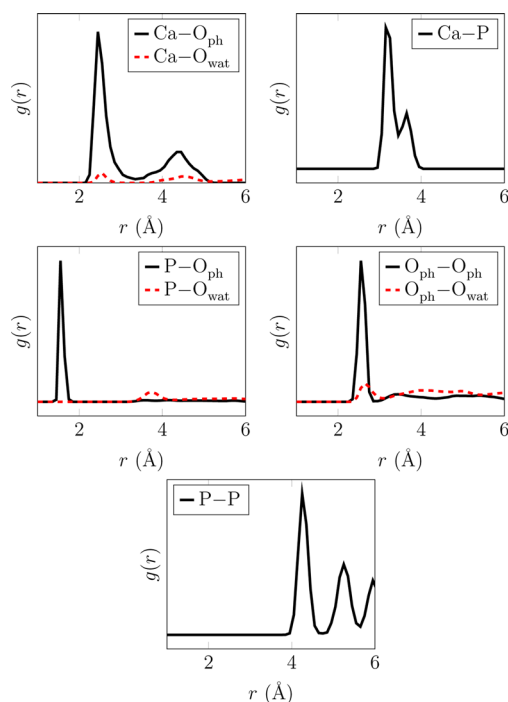 Ca−Oph
Ca−Owat
g(r)
2 4 6
r (Å)
Ca−P
g(r)
2 4 6
r (Å)
P−Oph
P−Owat
g(r)
2 4 6
r (Å)
Oph−Oph
Oph−Owat
g(r)
2 4 6
r (Å)
P−P
g(r)
2 4 6
r (Å)